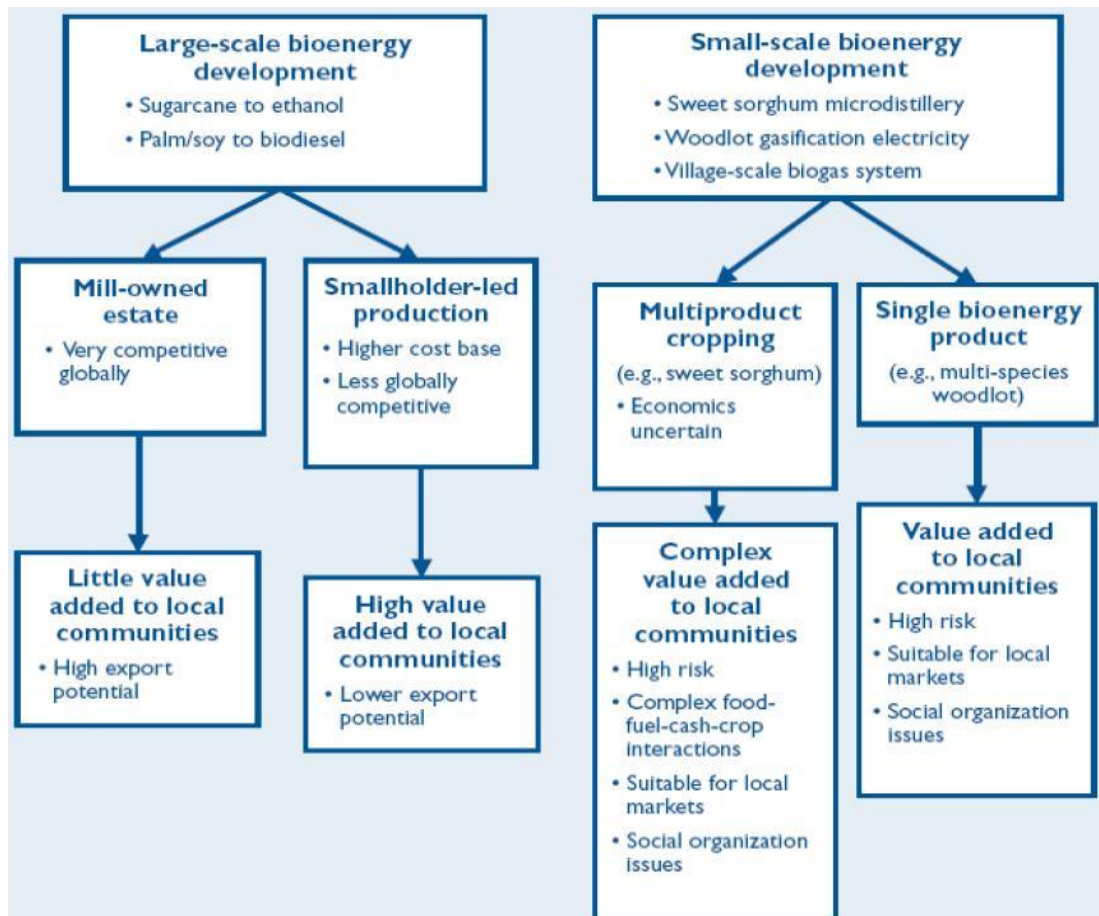 Large-scale bioenergy
development
• Sugarcane to ethanol
• Palm/soy to biodiesel
Small-scale bioenergy
development
• Sweet sorghum microdistillery
• Woodlot gasification electricity
• Village-scale biogas system
Mill-owned
estate
• Very competitive
globally
Smallholder-led
production
• Higher cost base
• Less globally
competitive
Multiproduct
cropping
(e.g., sweet sorghum)
• Economics
uncertain
Single bioenergy
product
(e.g., multi-species
woodlot)
Little value
added to local
communities
• High export
potential
High value
added to local
communities
• Lower export
potential
Complex
value added
to local
communities
• High risk
• Complex food-
fuel-cash-crop
interactions
• Suitable for local
markets
• Social organization
issues
Value added
to local
communities
• High risk
• Suitable for local
markets
• Social organization
issues